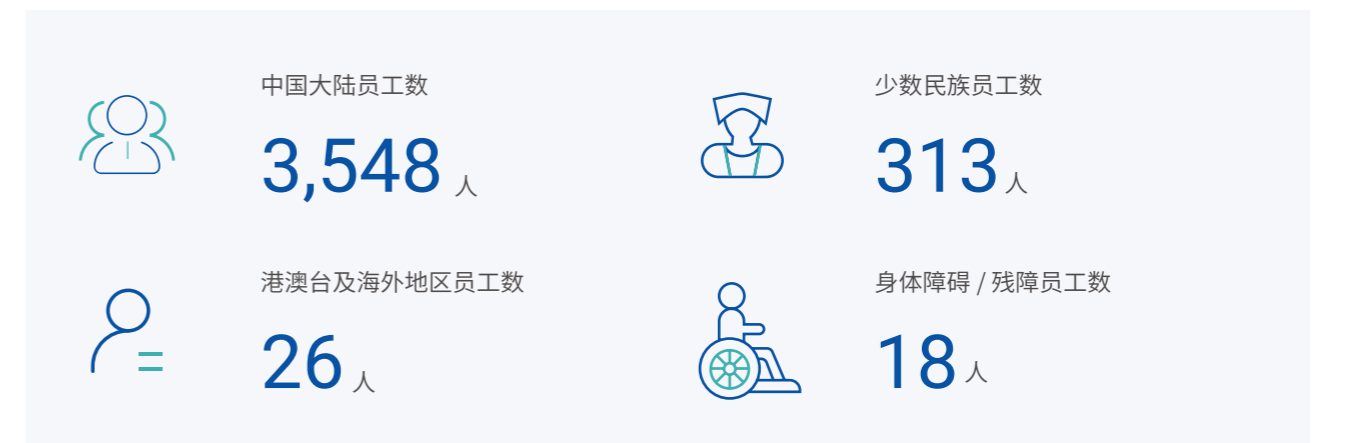 中国大陆员工数
3,548 人
少数民族员工数
313 人
港澳台及海外地区员工数
26 人
身体障碍 / 残障员工数
18 人